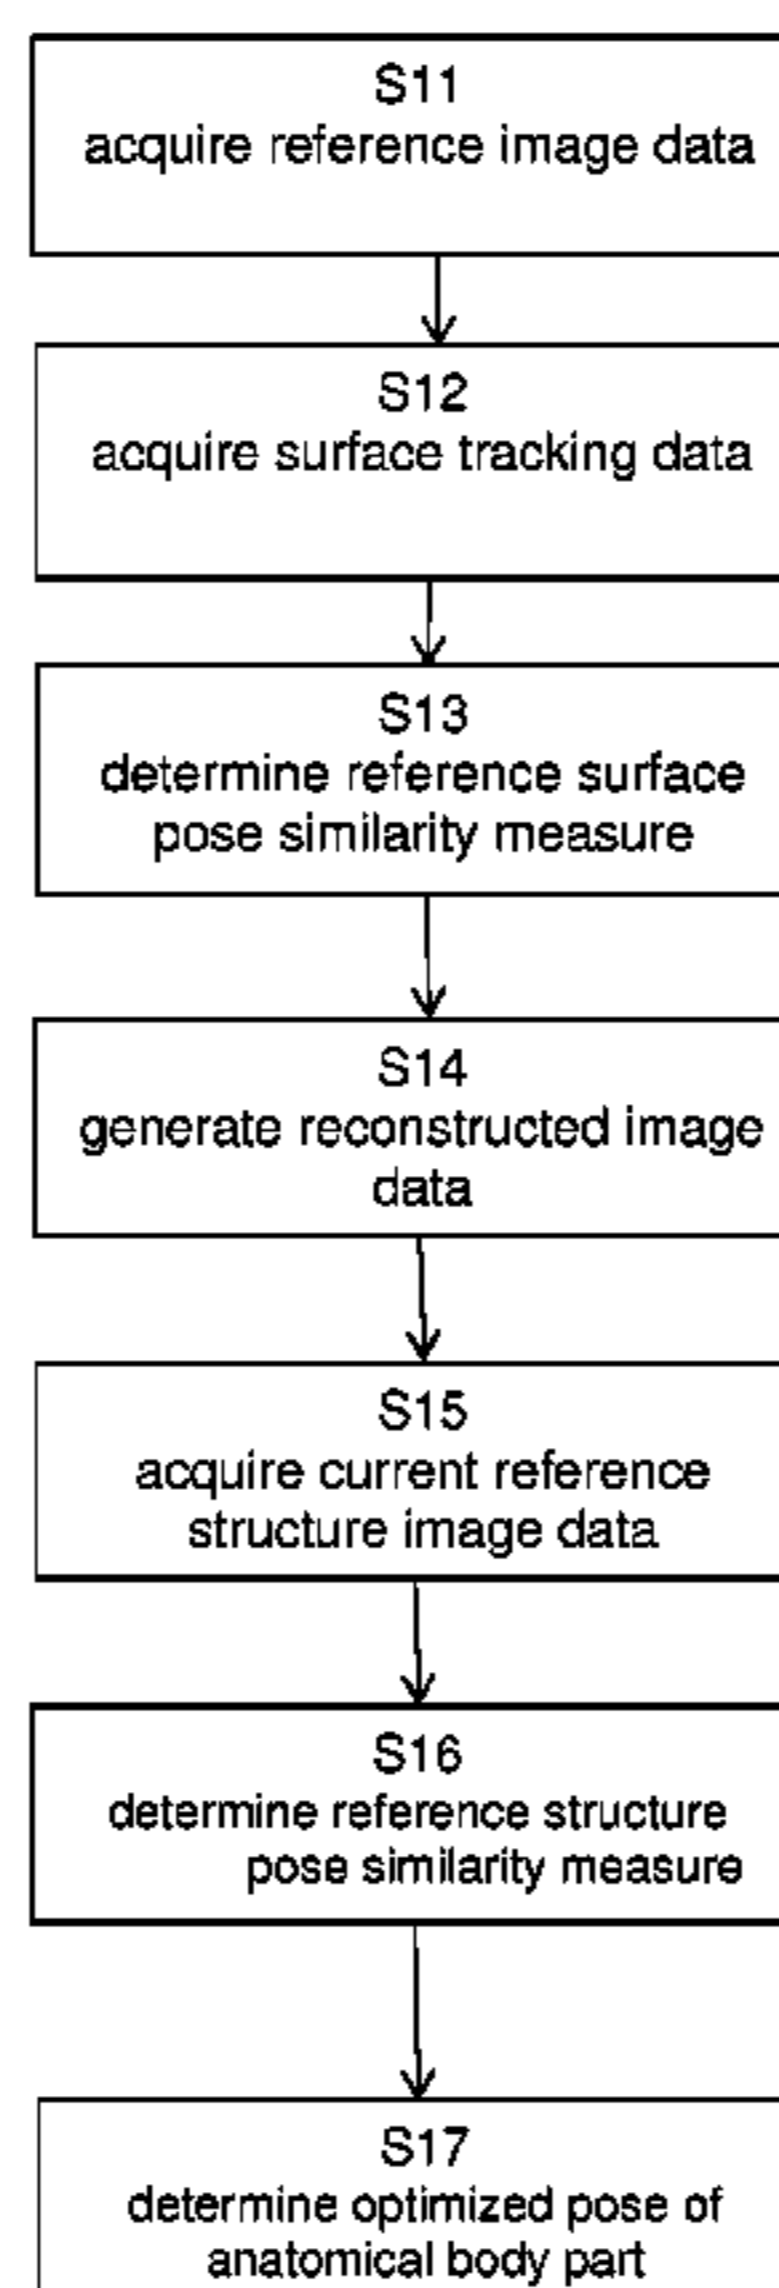 S11
acquire reference image data
S12
acquire surface tracking data
S13
determine reference surface
pose similarity measure
S14
generate reconstructed image
data
S15
acquire current reference
structure image data
S16
determine reference structure
pose similarity measure
S17
determine optimized pose of
anatomical body part